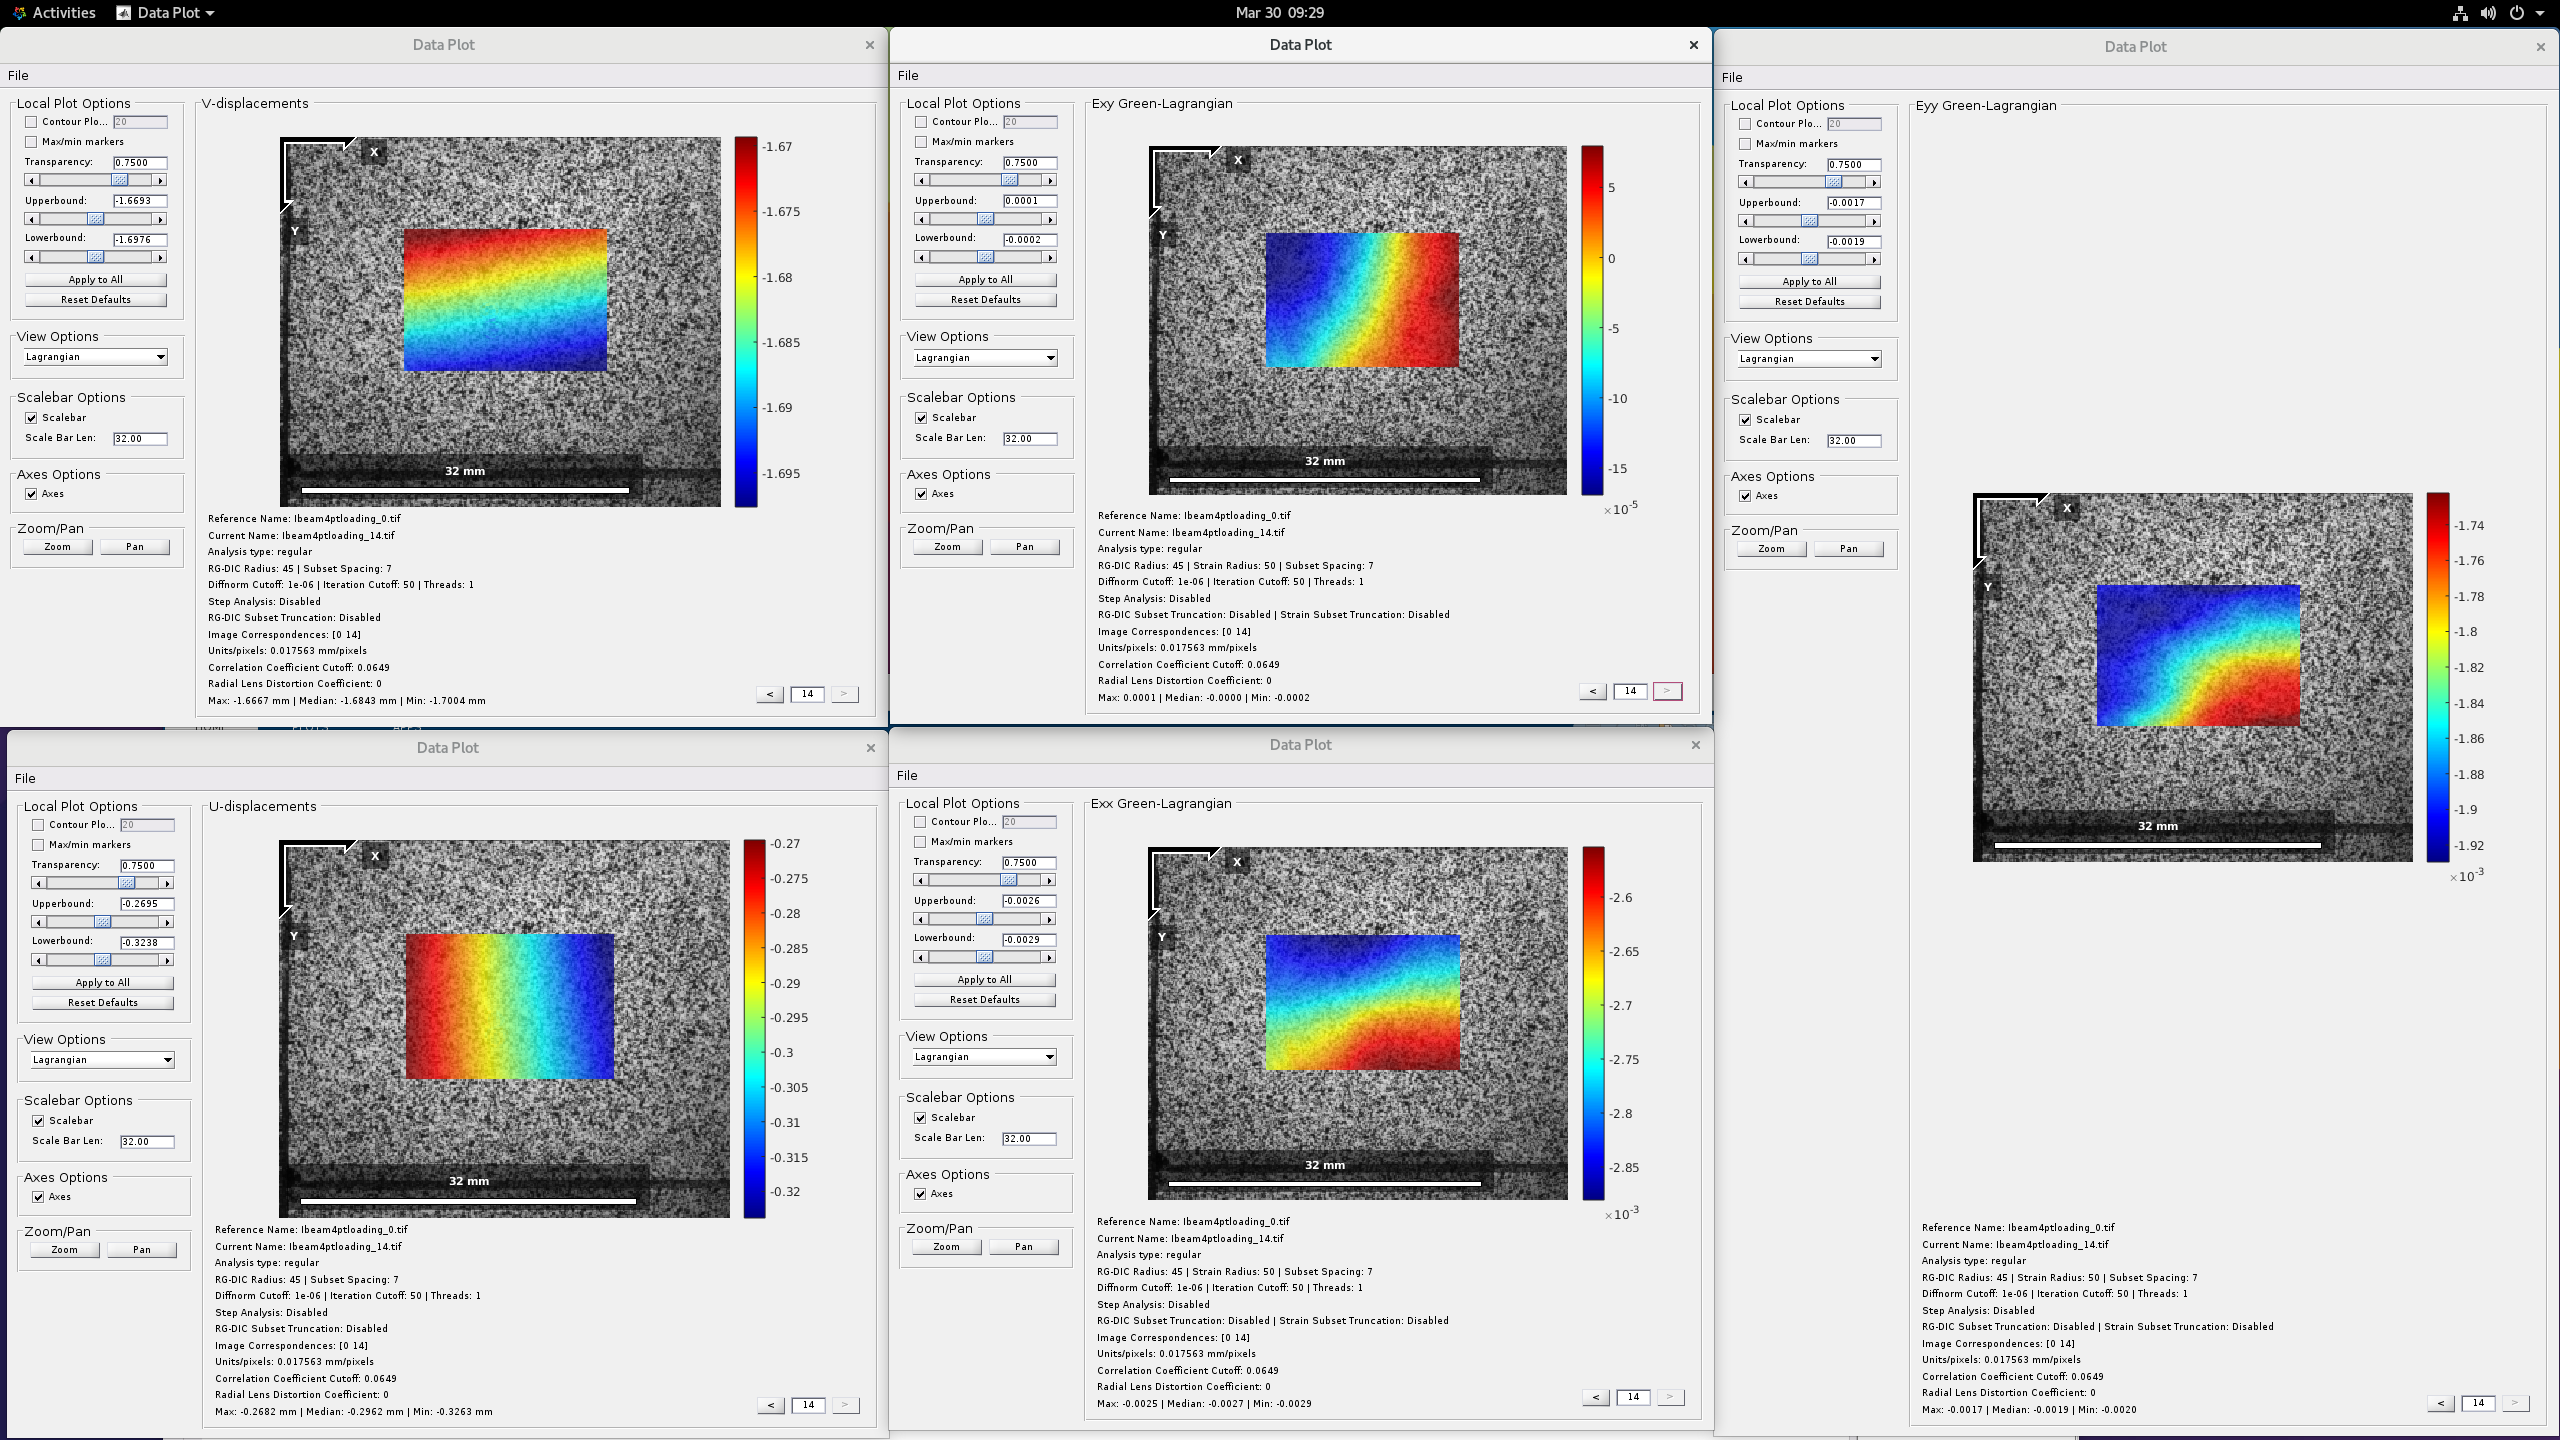 Activities
Data Plot
Mar 30 09:29
Data Plot
File
Local Plot Options
Contour Plo... 20
Max/min markers
Transparency: 0.7500
Upperbound: -1.6693
Lowerbound: -1.6976
Apply to All
Reset Defaults
View Options
Lagrangian
Scalebar Options
Scalebar
Scale Bar Len: 32.00
Axes Options
Axes
Zoom/Pan
Zoom Pan
V-displacements
X
Y
32 mm
-1.67
-1.675
-1.68
-1.685
-1.69
-1.695
Reference Name: Ibeam4ptloading_0.tif
Current Name: Ibeam4ptloading_14.tif
Analysis type: regular
RG-DIC Radius: 45 | Subset Spacing: 7
Diffnorm Cutoff: 1e-06 | Iteration Cutoff: 50 | Threads: 1
Step Analysis: Disabled
RG-DIC Subset Truncation: Disabled
Image Correspondences: [0 14]
Units/pixels: 0.017563 mm/pixels
Correlation Coefficient Cutoff: 0.0649
Radial Lens Distortion Coefficient: 0
Max: -1.6667 mm | Median: -1.6843 mm | Min: -1.7004 mm
< 14 >
Data Plot
File
Local Plot Options
Contour Plo... 20
Max/min markers
Transparency: 0.7500
Upperbound: 0.0001
Lowerbound: -0.0002
Apply to All
Reset Defaults
View Options
Lagrangian
Scalebar Options
Scalebar
Scale Bar Len: 32.00
Axes Options
Axes
Zoom/Pan
Zoom Pan
Exy Green-Lagrangian
X
Y
32 mm
5
0
-5
-10
-15
×10-5
Reference Name: Ibeam4ptloading_0.tif
Current Name: Ibeam4ptloading_14.tif
Analysis type: regular
RG-DIC Radius: 45 | Strain Radius: 50 | Subset Spacing: 7
Diffnorm Cutoff: 1e-06 | Iteration Cutoff: 50 | Threads: 1
Step Analysis: Disabled
RG-DIC Subset Truncation: Disabled | Strain Subset Truncation: Disabled
Image Correspondences: [0 14]
Units/pixels: 0.017563 mm/pixels
Correlation Coefficient Cutoff: 0.0649
Radial Lens Distortion Coefficient: 0
Max: 0.0001 | Median: -0.0000 | Min: -0.0002
< 14 >
Data Plot
File
Local Plot Options
Contour Plo... 20
Max/min markers
Transparency: 0.7500
Upperbound: -0.0017
Lowerbound: -0.0019
Apply to All
Reset Defaults
View Options
Lagrangian
Scalebar Options
Scalebar
Scale Bar Len: 32.00
Axes Options
Axes
Zoom/Pan
Zoom Pan
Eyy Green-Lagrangian
X
Y
32 mm
-1.74
-1.76
-1.78
-1.8
-1.82
-1.84
-1.86
-1.88
-1.9
-1.92
×10-3
Reference Name: Ibeam4ptloading_0.tif
Current Name: Ibeam4ptloading_14.tif
Analysis type: regular
RG-DIC Radius: 45 | Strain Radius: 50 | Subset Spacing: 7
Diffnorm Cutoff: 1e-06 | Iteration Cutoff: 50 | Threads: 1
Step Analysis: Disabled
RG-DIC Subset Truncation: Disabled | Strain Subset Truncation: Disabled
Image Correspondences: [0 14]
Units/pixels: 0.017563 mm/pixels
Correlation Coefficient Cutoff: 0.0649
Radial Lens Distortion Coefficient: 0
Max: -0.0017 | Median: -0.0019 | Min: -0.0020
< 14 >
Data Plot
File
Local Plot Options
Contour Plo... 20
Max/min markers
Transparency: 0.7500
Upperbound: -0.2695
Lowerbound: -0.3238
Apply to All
Reset Defaults
View Options
Lagrangian
Scalebar Options
Scalebar
Scale Bar Len: 32.00
Axes Options
Axes
Zoom/Pan
Zoom Pan
U-displacements
X
Y
32 mm
-0.27
-0.275
-0.28
-0.285
-0.29
-0.295
-0.3
-0.305
-0.31
-0.315
-0.32
Reference Name: Ibeam4ptloading_0.tif
Current Name: Ibeam4ptloading_14.tif
Analysis type: regular
RG-DIC Radius: 45 | Subset Spacing: 7
Diffnorm Cutoff: 1e-06 | Iteration Cutoff: 50 | Threads: 1
Step Analysis: Disabled
RG-DIC Subset Truncation: Disabled
Image Correspondences: [0 14]
Units/pixels: 0.017563 mm/pixels
Correlation Coefficient Cutoff: 0.0649
Radial Lens Distortion Coefficient: 0
Max: -0.2682 mm | Median: -0.2962 mm | Min: -0.3263 mm
< 14 >
Data Plot
File
Local Plot Options
Contour Plo... 20
Max/min markers
Transparency: 0.7500
Upperbound: -0.0026
Lowerbound: -0.0029
Apply to All
Reset Defaults
View Options
Lagrangian
Scalebar Options
Scalebar
Scale Bar Len: 32.00
Axes Options
Axes
Zoom/Pan
Zoom Pan
Exx Green-Lagrangian
X
Y
32 mm
-2.6
-2.65
-2.7
-2.75
-2.8
-2.85
×10-3
Reference Name: Ibeam4ptloading_0.tif
Current Name: Ibeam4ptloading_14.tif
Analysis type: regular
RG-DIC Radius: 45 | Strain Radius: 50 | Subset Spacing: 7
Diffnorm Cutoff: 1e-06 | Iteration Cutoff: 50 | Threads: 1
Step Analysis: Disabled
RG-DIC Subset Truncation: Disabled | Strain Subset Truncation: Disabled
Image Correspondences: [0 14]
Units/pixels: 0.017563 mm/pixels
Correlation Coefficient Cutoff: 0.0649
Radial Lens Distortion Coefficient: 0
Max: -0.0025 | Median: -0.0027 | Min: -0.0029
< 14 >